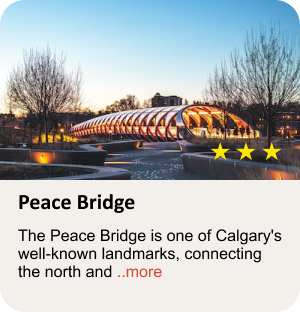 Peace Bridge
The Peace Bridge is one of Calgary's
well-known landmarks, connecting
the north and ..more